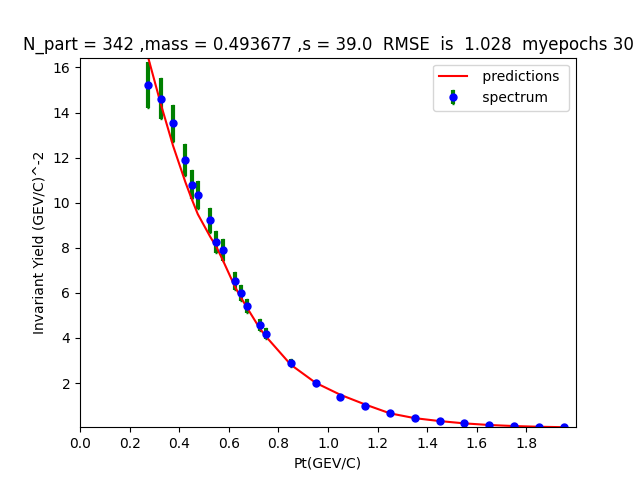 N_part = 342 ,mass = 0.493677 ,s = 39.0  RMSE  is  1.028  myepochs 30
predictions
spectrum
16
14
12
10
8
6
4
2
Invariant Yield (GEV/C)^-2
0.0 0.2 0.4 0.6 0.8 1.0 1.2 1.4 1.6 1.8
Pt(GEV/C)